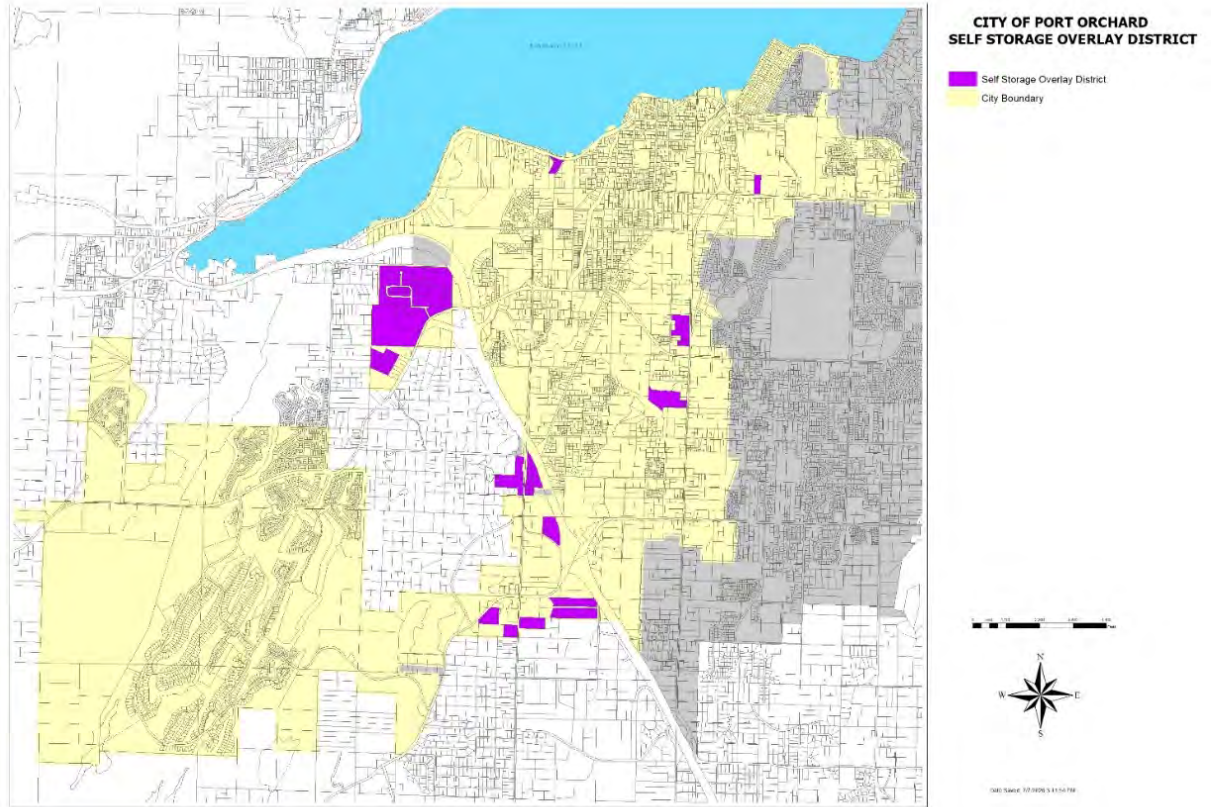 CITY OF PORT ORCHARD
SELF STORAGE OVERLAY DISTRICT
Self Storage Overlay District
City Boundary
N
W
E
S